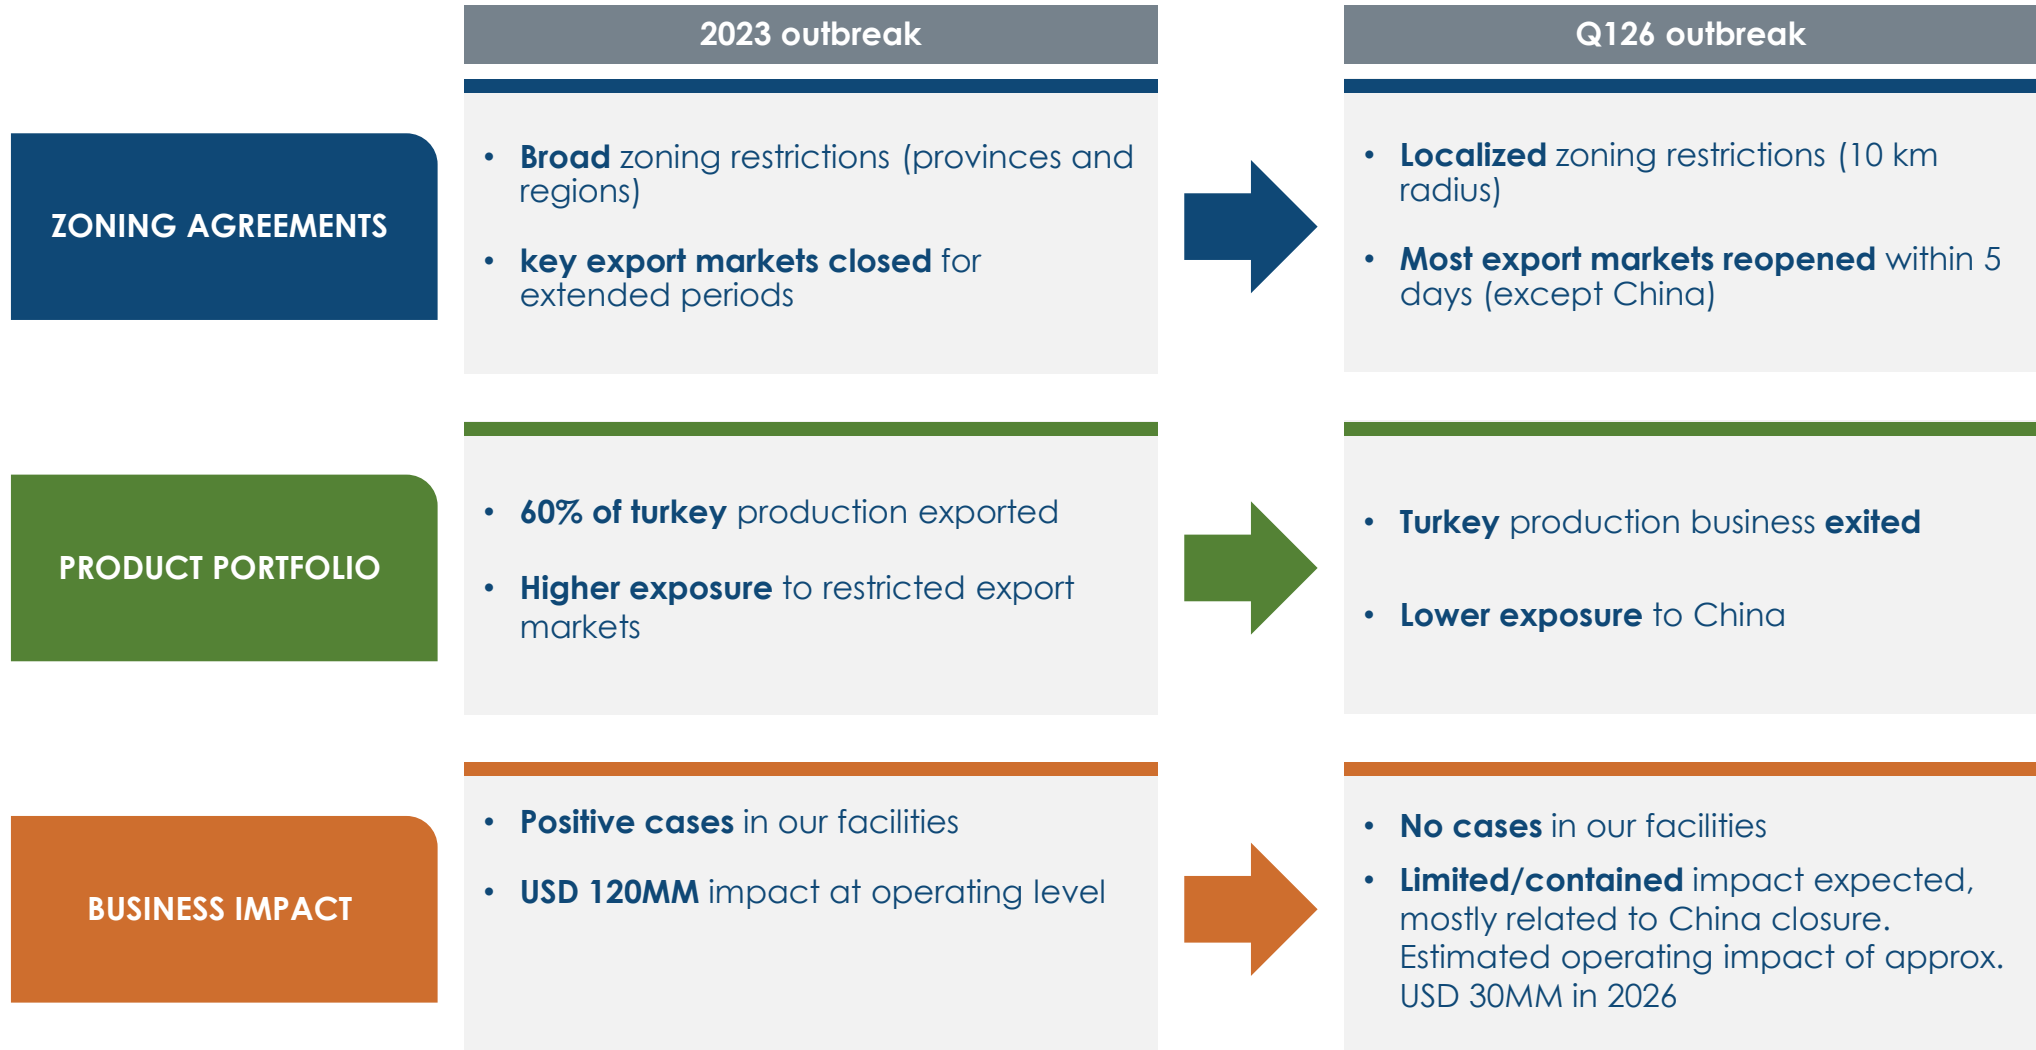 2023 outbreak
Q126 outbreak
ZONING AGREEMENTS
• Broad zoning restrictions (provinces and
regions)
• key export markets closed for
extended periods
• Localized zoning restrictions (10 km
radius)
• Most export markets reopened within 5
days (except China)
PRODUCT PORTFOLIO
• 60% of turkey production exported
• Higher exposure to restricted export
markets
• Turkey production business exited
• Lower exposure to China
BUSINESS IMPACT
• Positive cases in our facilities
• USD 120MM impact at operating level
• No cases in our facilities
• Limited/contained impact expected,
mostly related to China closure.
Estimated operating impact of approx.
USD 30MM in 2026